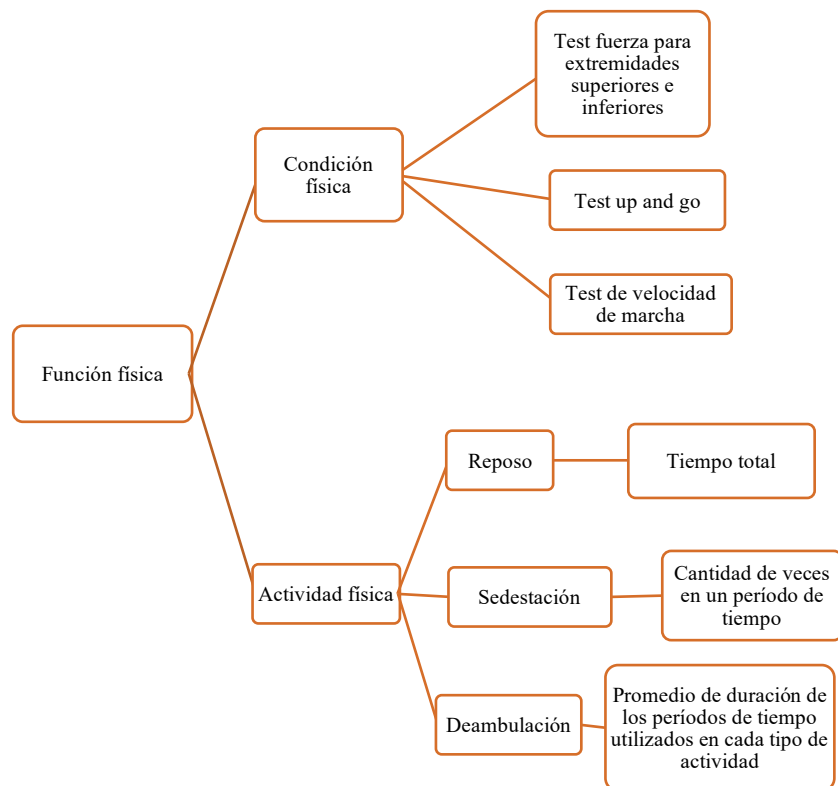 Test fuerza para
extremidades
superiores e
inferiores
Condición
física
Test up and go
Test de velocidad
de marcha
Función física
Reposo
Tiempo total
Actividad física
Sedestación
Cantidad de veces
en un período de
tiempo
Deambulación
Promedio de duración de
los períodos de tiempo
utilizados en cada tipo de
actividad